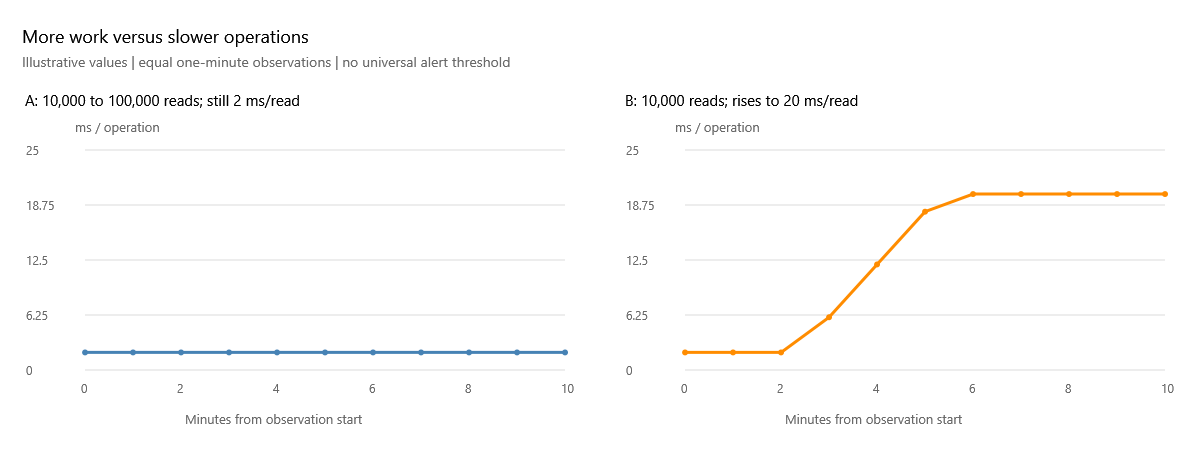 More work versus slower operations
Illustrative values | equal one-minute observations | no universal alert threshold
A: 10,000 to 100,000 reads; still 2 ms/read
ms / operation
25
18.75
12.5
6.25
0
0 2 4 6 8 10
Minutes from observation start
B: 10,000 reads; rises to 20 ms/read
ms / operation
25
18.75
12.5
6.25
0
0 2 4 6 8 10
Minutes from observation start